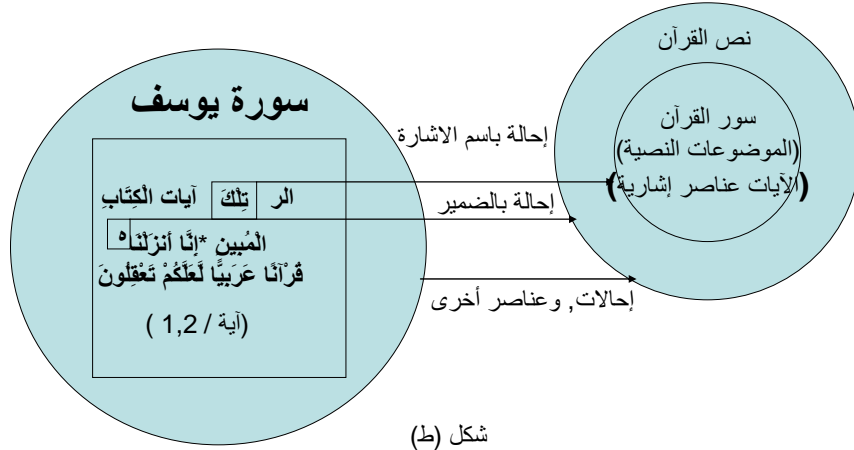 نص القرآن
سور القرآن
(الموضوعات النصية)
(الآيات عناصر إشارية)
سورة يوسف
إحالة باسم الاشارة
الر تِلْكَ آيات الْكِتَابِ
إحالة بالضمير
الْمُبِينِ *إِنَّا أَنزَلْنَاه
قُرْآنًا عَرَبِيًّا لَّعَلَّكُمْ تَعْقِلُونَ
إحالات, وعناصر أخرى
(آية / 1,2 )
شكل (ط)